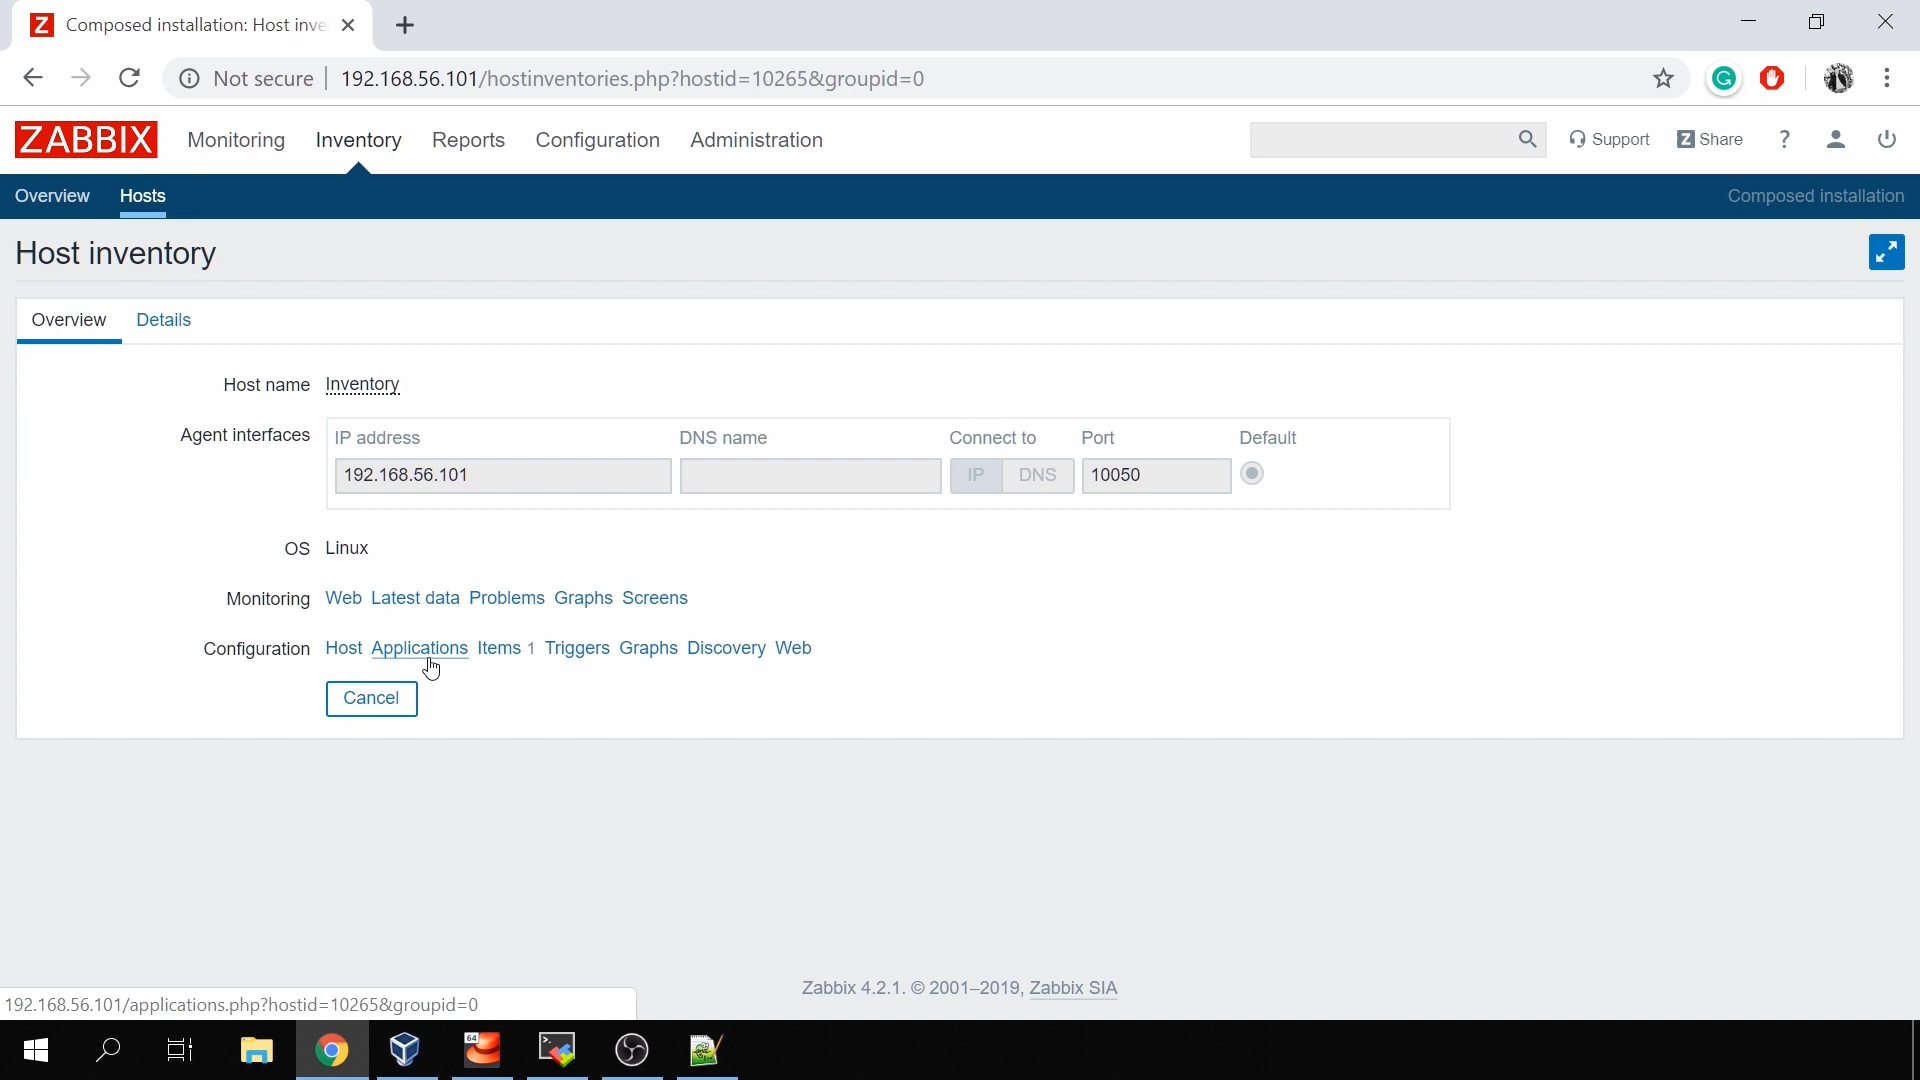 Composed installation: Host inve
Not secure 192.168.56.101/hostinventories.php?hostid=10265&groupid=0
ZABBIX Monitoring Inventory Reports Configuration Administration Support Z Share ?
Overview Hosts Composed installation
Host inventory
Overview Details
Host name Inventory
Agent interfaces IP address DNS name Connect to Port Default
192.168.56.101 IP DNS 10050
OS Linux
Monitoring Web Latest data Problems Graphs Screens
Configuration Host Applications Items 1 Triggers Graphs Discovery Web
Cancel
Zabbix 4.2.1. © 2001–2019, Zabbix SIA
192.168.56.101/applications.php?hostid=10265&groupid=0
64